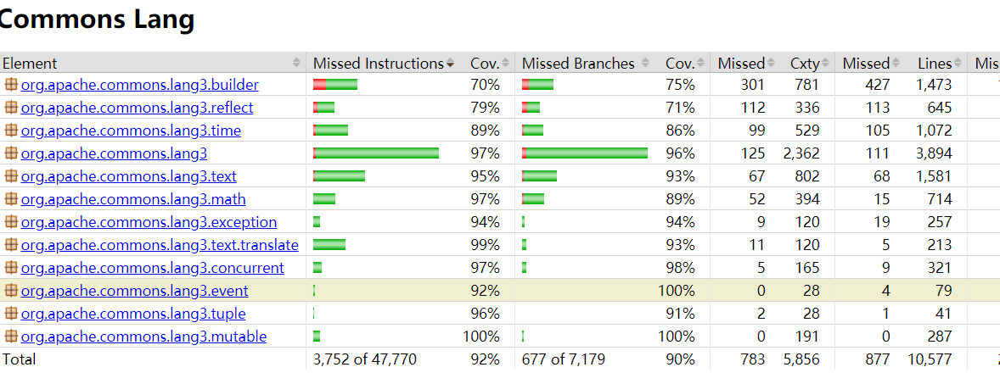 Commons Lang
Element Missed Instructions Cov. Missed Branches Cov. Missed Cxty Missed Lines Mis
org.apache.commons.lang3.builder 70% 75% 301 781 427 1,473
org.apache.commons.lang3.reflect 79% 71% 112 336 113 645
org.apache.commons.lang3.time 89% 86% 99 529 105 1,072
org.apache.commons.lang3 97% 96% 125 2,362 111 3,894
org.apache.commons.lang3.text 95% 93% 67 802 68 1,581
org.apache.commons.lang3.math 97% 89% 52 394 15 714
org.apache.commons.lang3.exception 94% 94% 9 120 19 257
org.apache.commons.lang3.text.translate 99% 93% 11 120 5 213
org.apache.commons.lang3.concurrent 97% 98% 5 165 9 321
org.apache.commons.lang3.event 92% 100% 0 28 4 79
org.apache.commons.lang3.tuple 96% 91% 2 28 1 41
org.apache.commons.lang3.mutable 100% 100% 0 191 0 287
Total 3,752 of 47,770 92% 677 of 7,179 90% 783 5,856 877 10,577